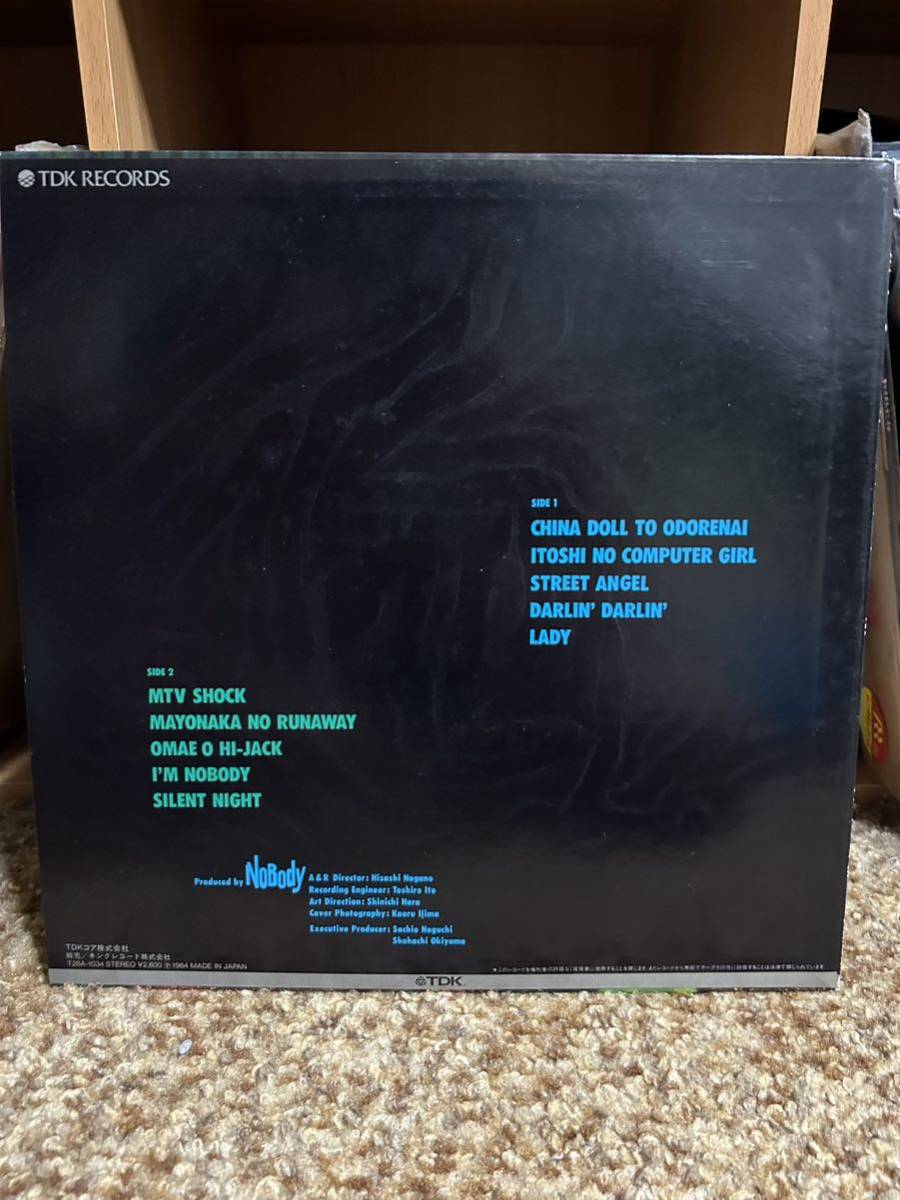 TDK RECORDS
SIDE 1
CHINA DOLL TO ODORENAI
ITOSHI NO COMPUTER GIRL
STREET ANGEL
DARLIN' DARLIN'
LADY
SIDE 2
MTV SHOCK
MAYONAKA NO RUNAWAY
OMAE O HI-JACK
I'M NOBODY
SILENT NIGHT
Produced by NoBody
A & R Director: Hisashi Nagano
Recording Engineer: Toshiro Ito
Art Direction: Shinichi Hara
Cover Photography: Kaoru Ijima
Executive Producer: Sachio Noguchi
Shohachi Okiyama
TDKコア株式会社
販売/キングレコード株式会社
T28A-1034 STEREO ¥2,800 Ⓟ1984 MADE IN JAPAN
TDK